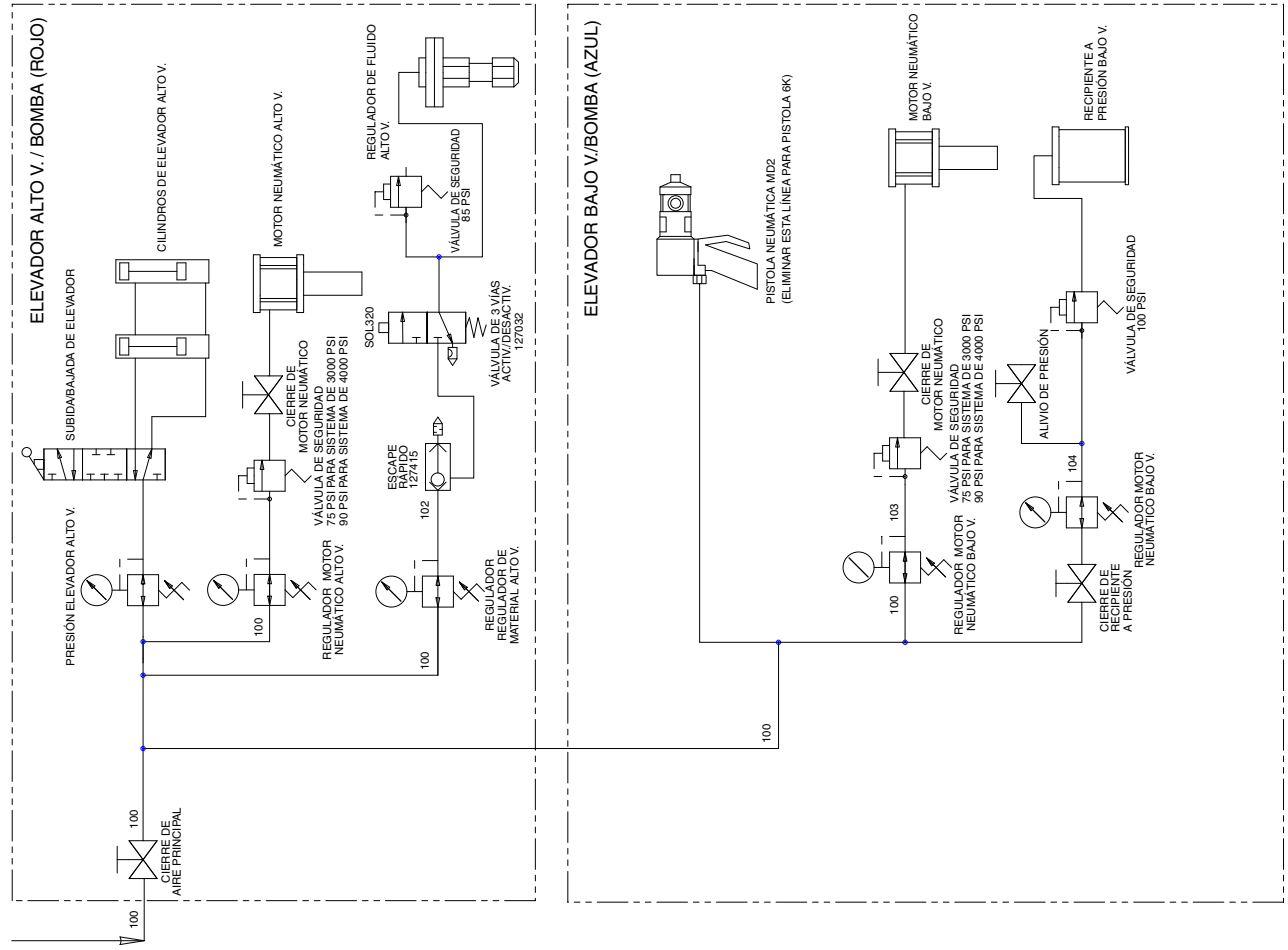 ELEVADOR ALTO V. / BOMBA (ROJO)
SUBIDA/BAJADA DE ELEVADOR
CILINDROS DE ELEVADOR ALTO V.
PRESIÓN ELEVADOR ALTO V.
MOTOR NEUMÁTICO ALTO V.
CIERRE DE
MOTOR NEUMÁTICO
VÁLVULA DE SEGURIDAD
75 PSI PARA SISTEMA DE 3000 PSI
90 PSI PARA SISTEMA DE 4000 PSI
100
REGULADOR MOTOR
NEUMÁTICO ALTO V.
REGULADOR DE FLUIDO
ALTO V.
VÁLVULA DE SEGURIDAD
85 PSI
SOL320
VÁLVULA DE 3 VÍAS
ACTIV./DESACTIV.
127032
ESCAPE
RÁPIDO
127415
102
100
REGULADOR
REGULADOR DE
MATERIAL ALTO V.
100
CIERRE DE
AIRE PRINCIPAL
100
100
ELEVADOR BAJO V./BOMBA (AZUL)
PISTOLA NEUMÁTICA MD2
(ELIMINAR ESTA LÍNEA PARA PISTOLA 6K)
MOTOR NEUMÁTICO
BAJO V.
CIERRE DE
MOTOR NEUMÁTICO
VÁLVULA DE SEGURIDAD
75 PSI PARA SISTEMA DE 3000 PSI
90 PSI PARA SISTEMA DE 4000 PSI
103
100
REGULADOR MOTOR
NEUMÁTICO BAJO V.
RECIPIENTE A
PRESIÓN BAJO V.
VÁLVULA DE SEGURIDAD
100 PSI
ALIVIO DE PRESIÓN
104
REGULADOR MOTOR
NEUMÁTICO BAJO V.
CIERRE DE
RECIPIENTE
A PRESIÓN